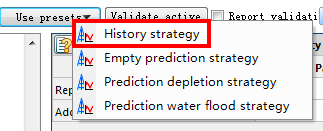 Use presets Validate active Report validati
History strategy
Empty prediction strategy
Prediction depletion strategy
Prediction water flood strategy